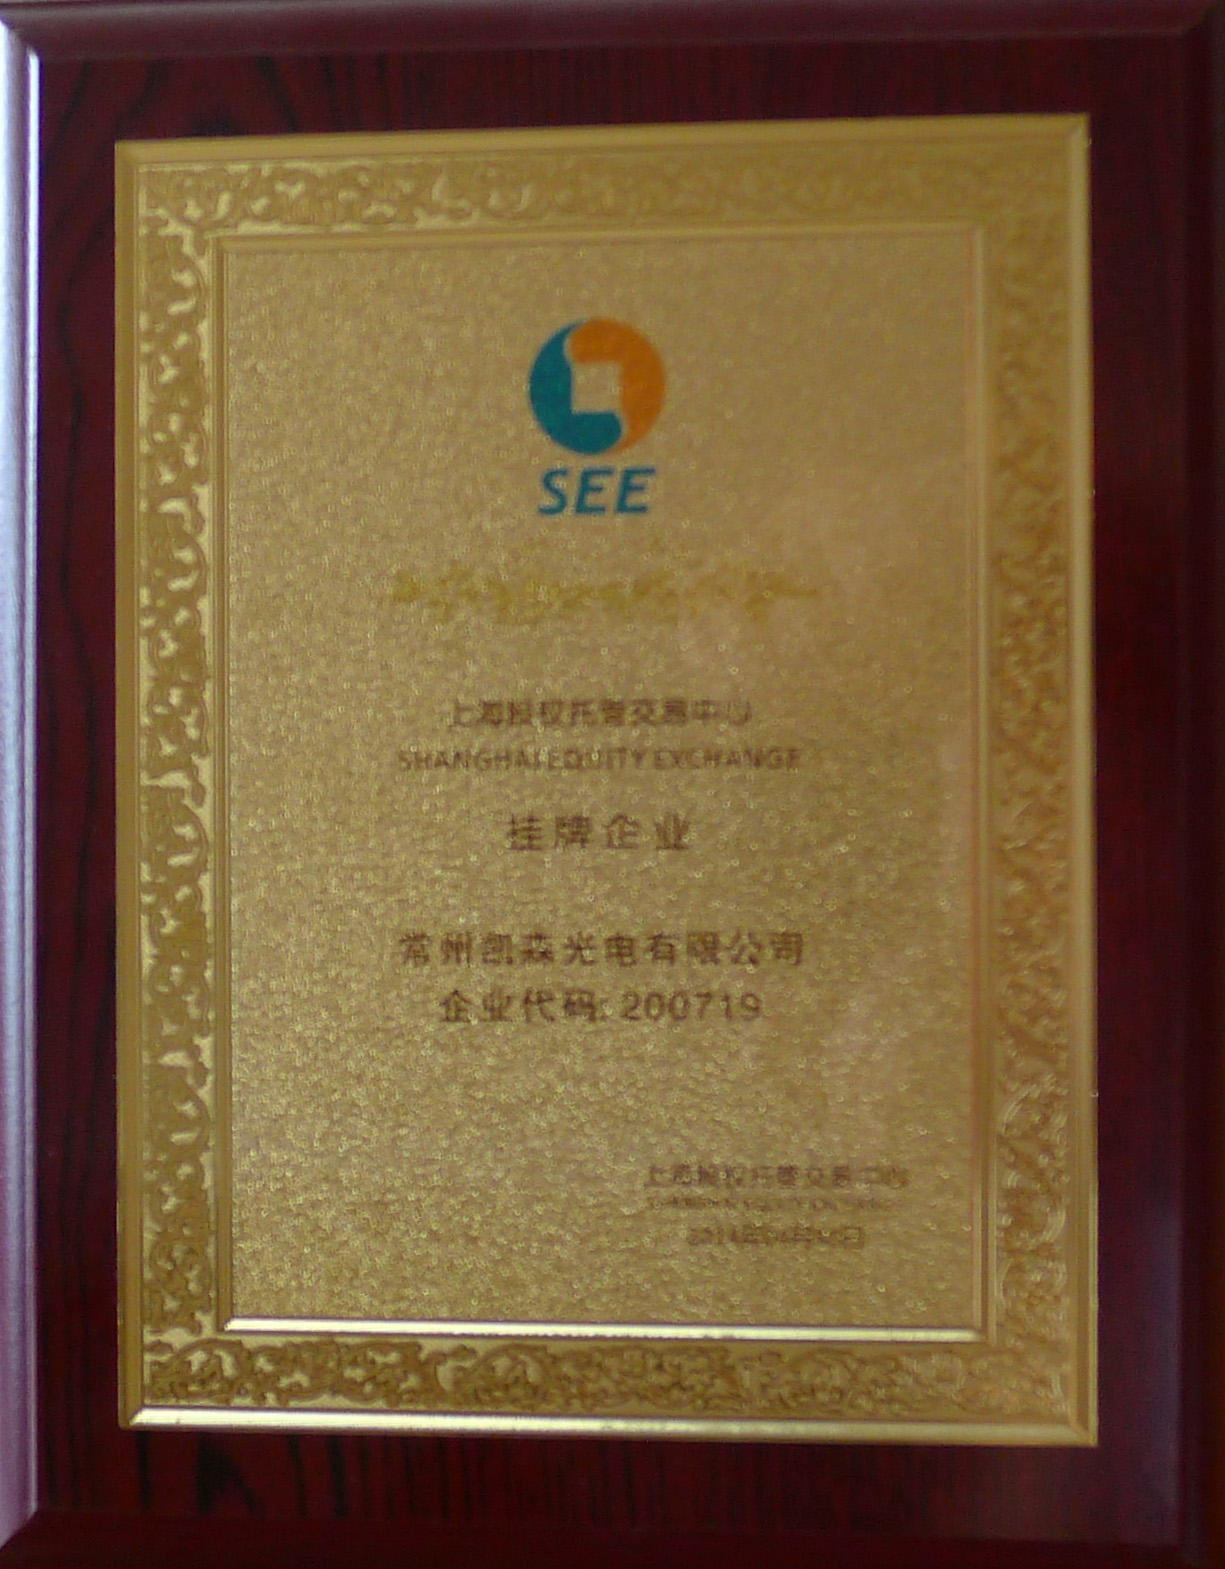 SEE
上海股权托管交易中心
SHANGHAI EQUITY EXCHANGE
挂牌企业
常州凯森光电有限公司
企业代码: 200719
上海股权托管交易中心